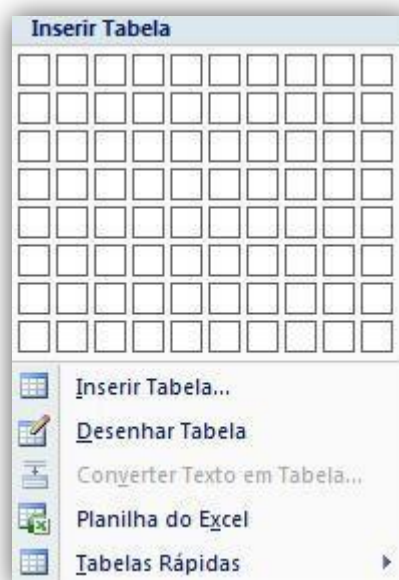 Inserir Tabela
Inserir Tabela...
Desenhar Tabela
Converter Texto em Tabela...
Planilha do Excel
Tabelas Rápidas